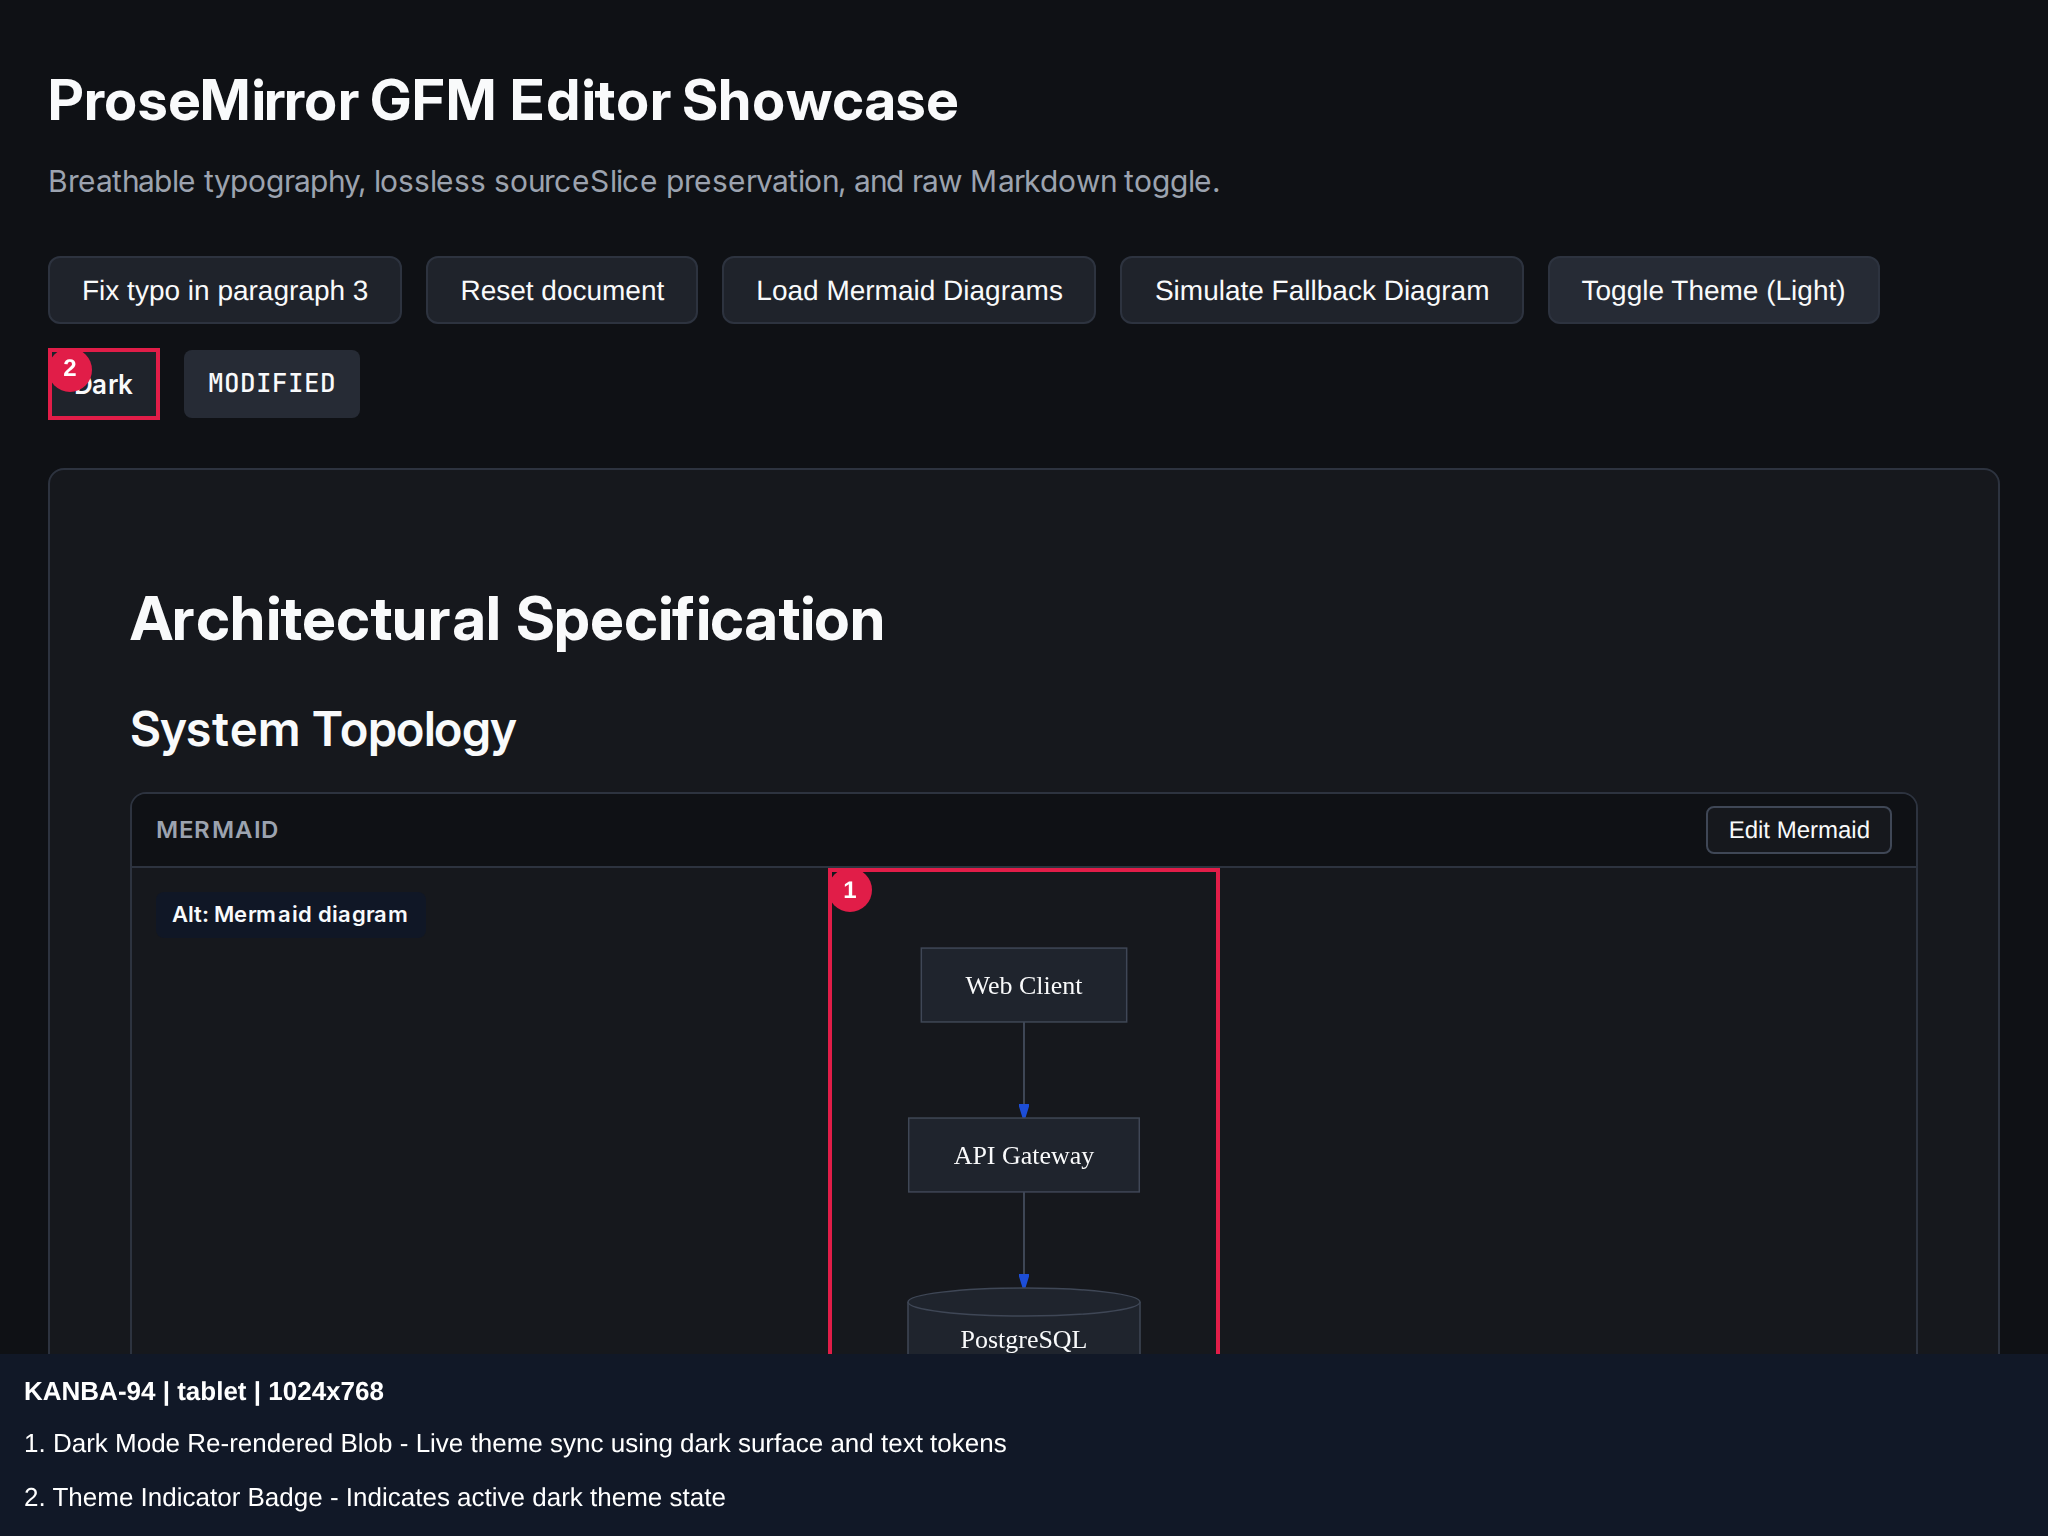 ProseMirror GFM Editor Showcase
Breathable typography, lossless sourceSlice preservation, and raw Markdown toggle.
Fix typo in paragraph 3
Reset document
Load Mermaid Diagrams
Simulate Fallback Diagram
Toggle Theme (Light)
2
Dark
MODIFIED
Architectural Specification
System Topology
MERMAID
Edit Mermaid
1
Alt: Mermaid diagram
Web Client
API Gateway
PostgreSQL
KANBA-94 | tablet | 1024x768
1. Dark Mode Re-rendered Blob - Live theme sync using dark surface and text tokens
2. Theme Indicator Badge - Indicates active dark theme state